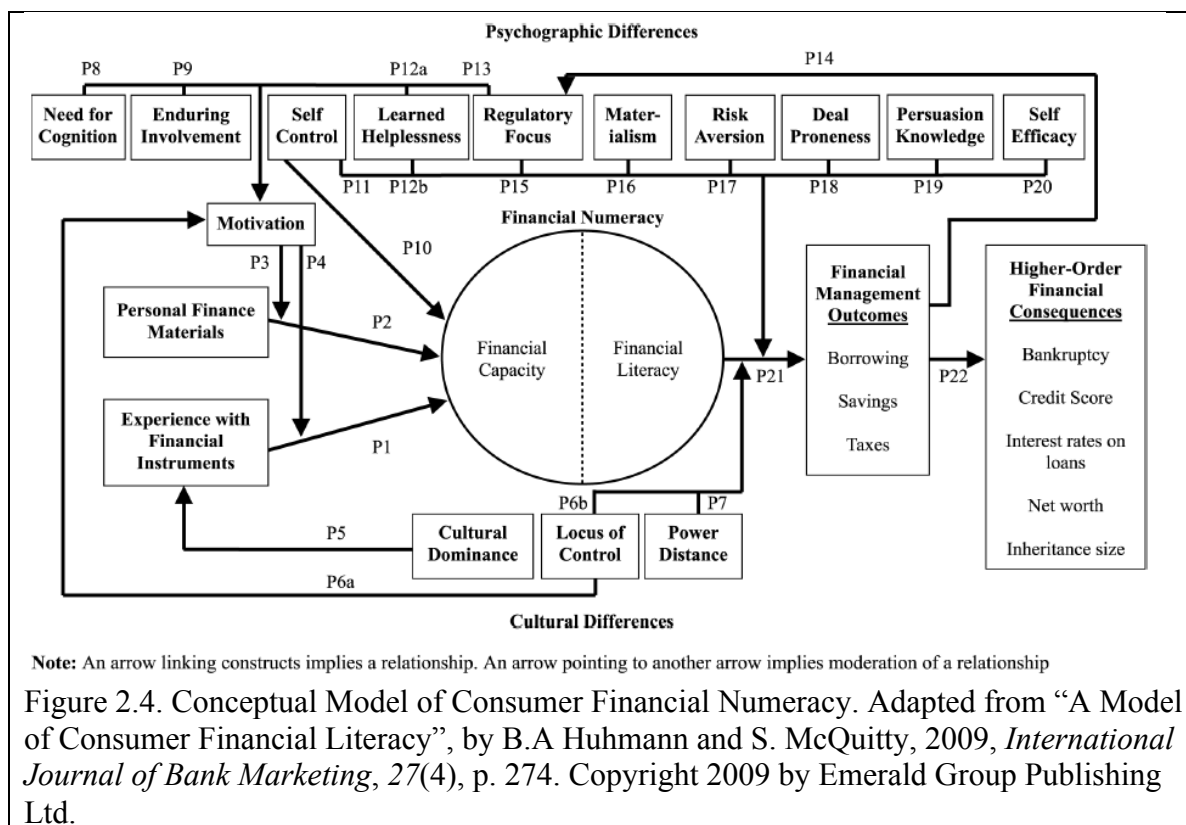 Psychographic Differences
P8
P9
P12a
P13
P14
Need for
Cognition
Enduring
Involvement
Self
Control
Learned
Helplessness
Regulatory
Focus
Mater-
ialism
Risk
Aversion
Deal
Proneness
Persuasion
Knowledge
Self
Efficacy
P11
P12b
P15
P16
P17
P18
P19
P20
Motivation
P3
P4
P10
Financial Numeracy
Personal Finance
Materials
P2
Financial
Capacity
Financial
Literacy
P21
Financial
Management
Outcomes
Borrowing
Savings
Taxes
P22
Higher-Order
Financial
Consequences
Bankruptcy
Credit Score
Interest rates on
loans
Net worth
Inheritance size
Experience with
Financial
Instruments
P1
P5
P6b
P7
Cultural
Dominance
Locus of
Control
Power
Distance
P6a
Cultural Differences
Note: An arrow linking constructs implies a relationship. An arrow pointing to another arrow implies moderation of a relationship
Figure 2.4. Conceptual Model of Consumer Financial Numeracy. Adapted from “A Model
of Consumer Financial Literacy”, by B.A Huhmann and S. McQuitty, 2009, International
Journal of Bank Marketing, 27(4), p. 274. Copyright 2009 by Emerald Group Publishing
Ltd.